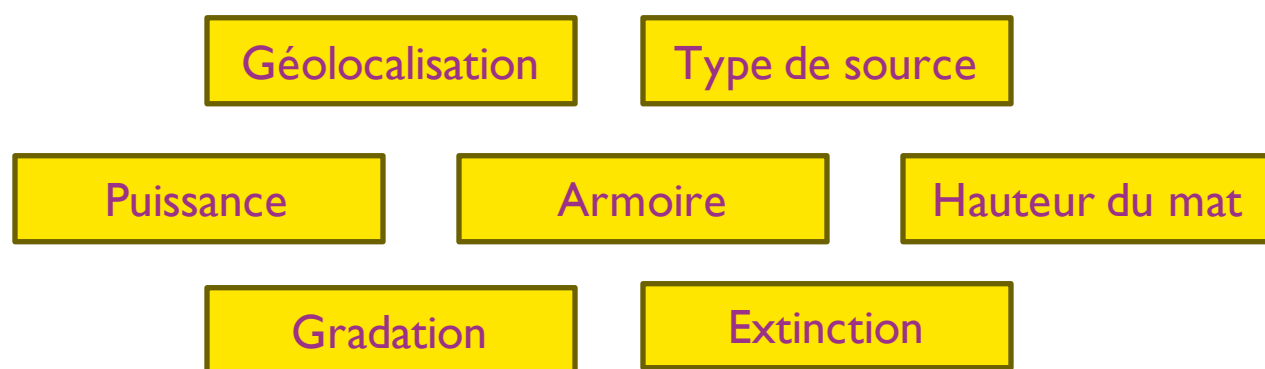 Géolocalisation
Type de source
Puissance
Armoire
Hauteur du mat
Gradation
Extinction